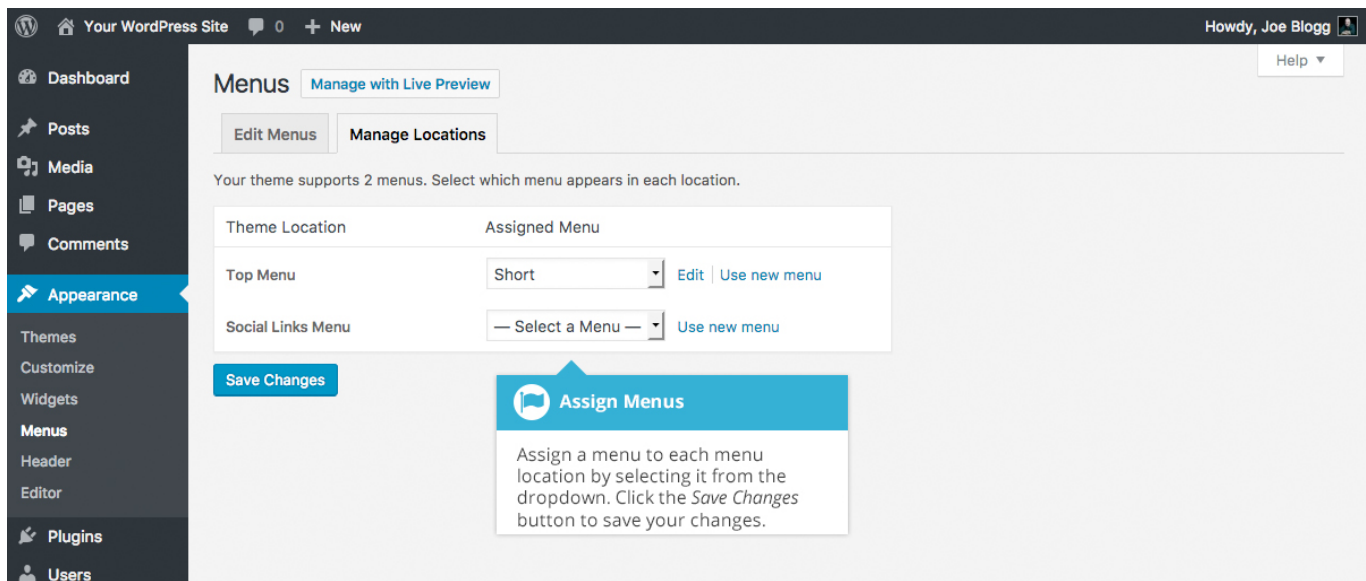 Your WordPress Site 0 + New Howdy, Joe Blogg
Help ▼
Dashboard
Posts
Media
Pages
Comments
Appearance
Themes
Customize
Widgets
Menus
Header
Editor
Plugins
Users
Menus Manage with Live Preview
Edit Menus Manage Locations
Your theme supports 2 menus. Select which menu appears in each location.
Theme Location Assigned Menu
Top Menu Short Edit | Use new menu
Social Links Menu — Select a Menu — Use new menu
Save Changes
Assign Menus
Assign a menu to each menu
location by selecting it from the
dropdown. Click the Save Changes
button to save your changes.